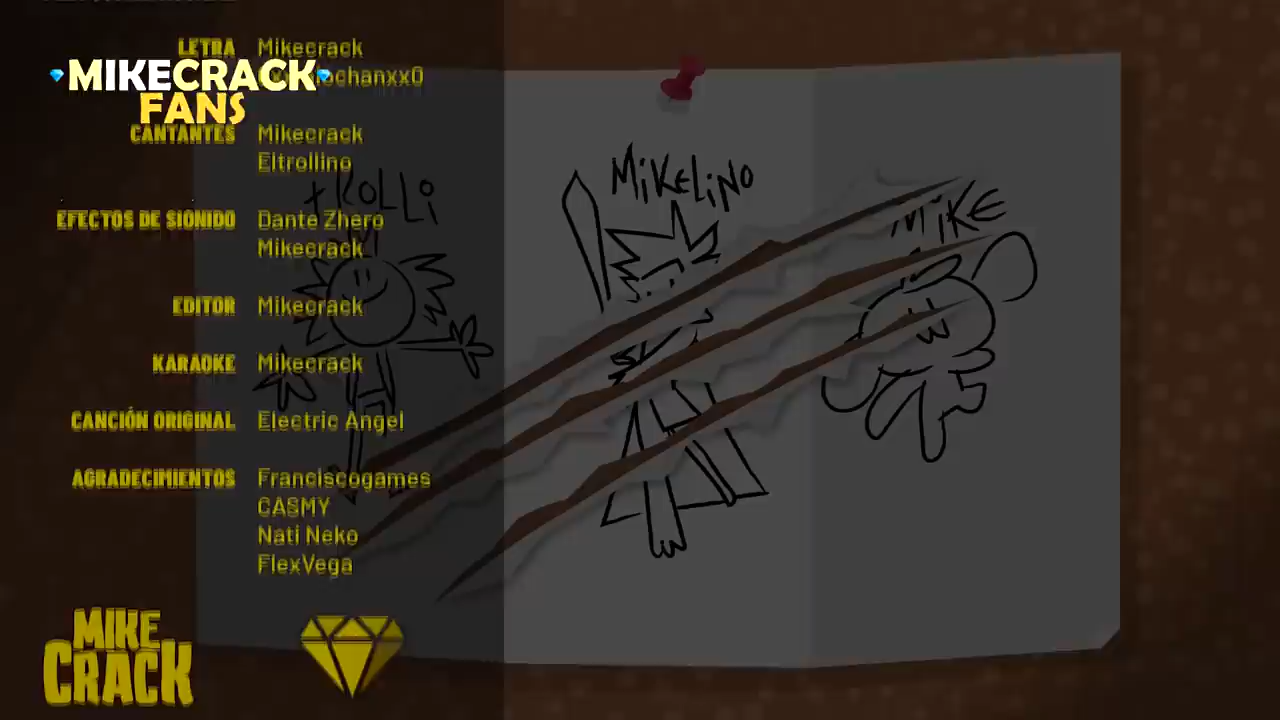 LETRA Mikecrack
MIKECRACK
FANS
CANTANTES Mikecrack
Eltrollino
EFECTOS DE SIONIDO Dante Zhero
Mikecrack
EDITOR Mikecrack
KARAOKE Mikecrack
CANCIÓN ORIGINAL Electric Angel
AGRADECIMIENTOS Franciscogames
CASMY
Nati Neko
FlexVega
MIKE
CRACK
tROLLi
MiKELiNO
MiKE